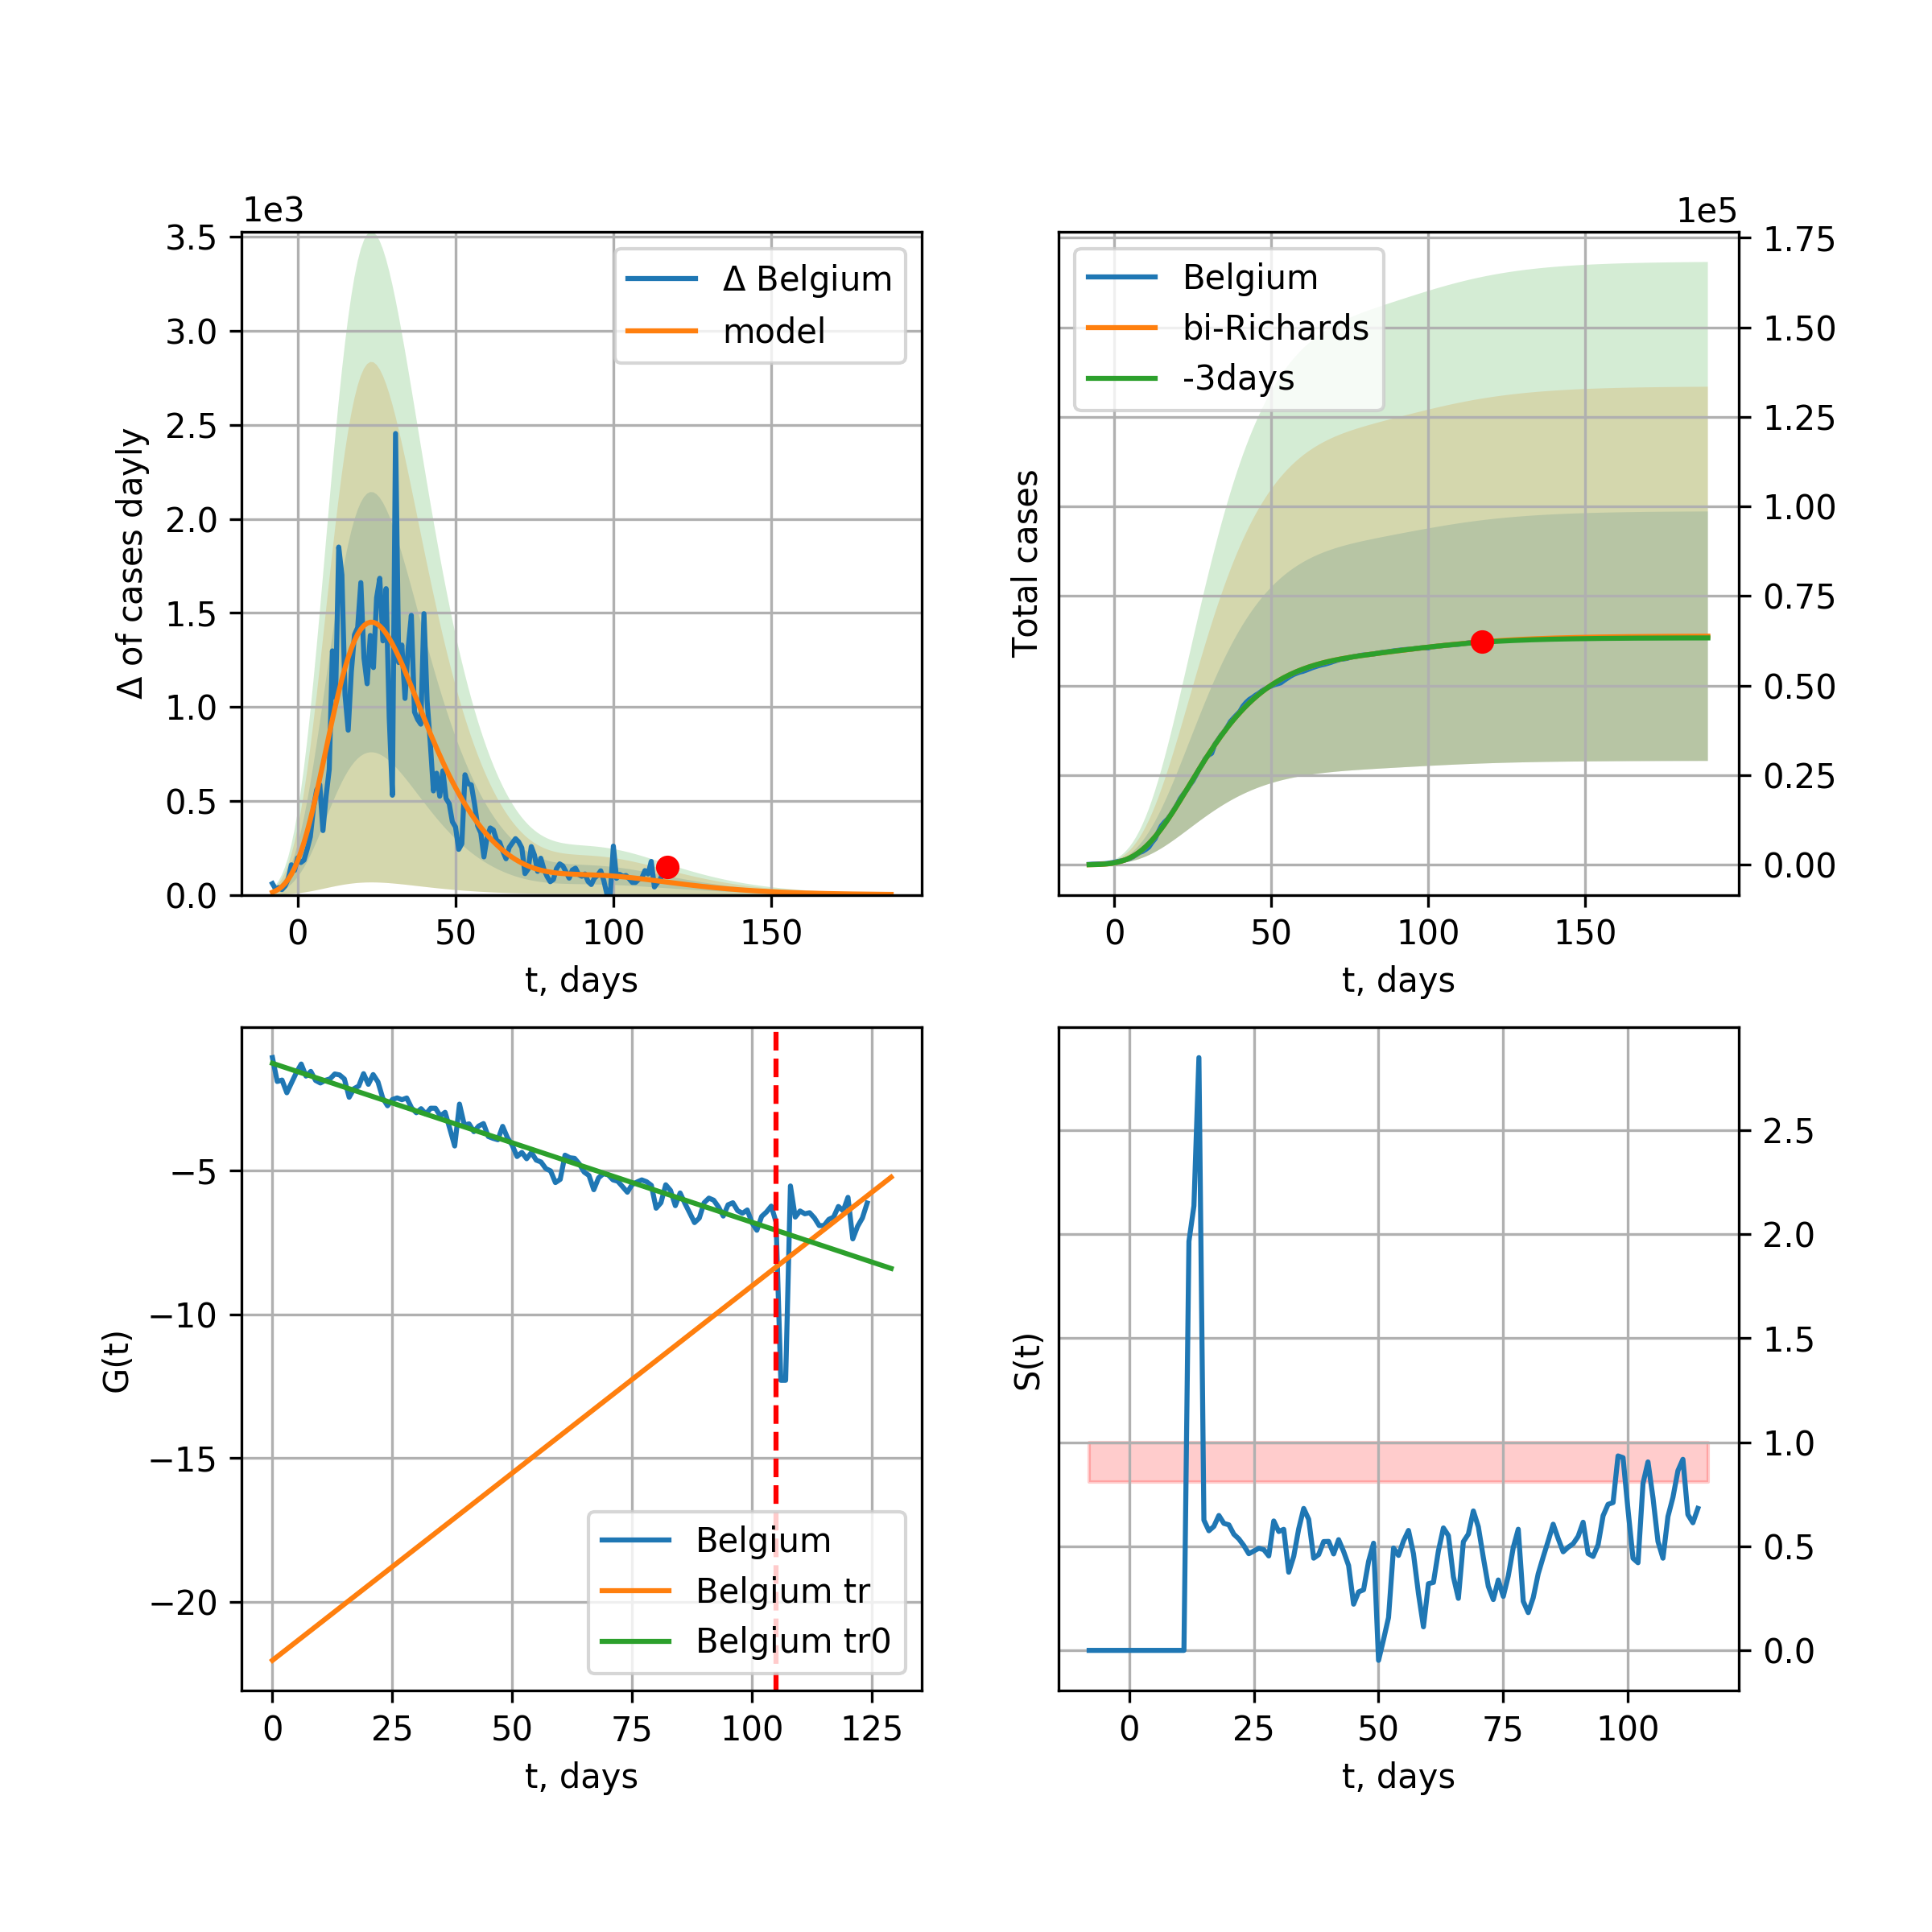 1e3
3.5
3.0
2.5
2.0
1.5
1.0
0.5
0.0
Δ of cases dayly
Δ Belgium
model
0 50 100 150
t, days
1e5
1.75
1.50
1.25
1.00
0.75
0.50
0.25
0.00
Total cases
Belgium
bi-Richards
-3days
0 50 100 150
t, days
−5
−10
−15
−20
G(t)
Belgium
Belgium tr
Belgium tr0
0 25 50 75 100 125
t, days
2.5
2.0
1.5
1.0
0.5
0.0
S(t)
0 25 50 75 100
t, days